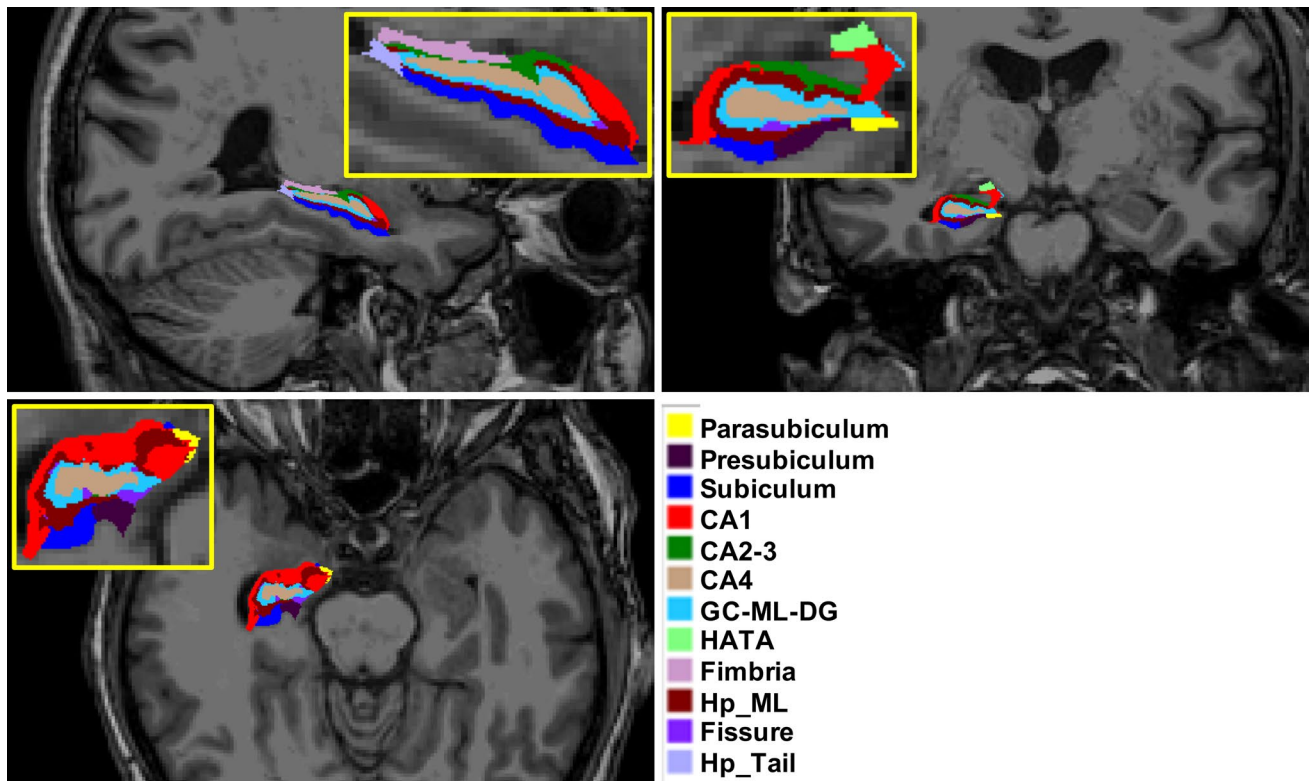 Parasubiculum
Presubiculum
Subiculum
CA1
CA2-3
CA4
GC-ML-DG
HATA
Fimbria
Hp_ML
Fissure
Hp_Tail